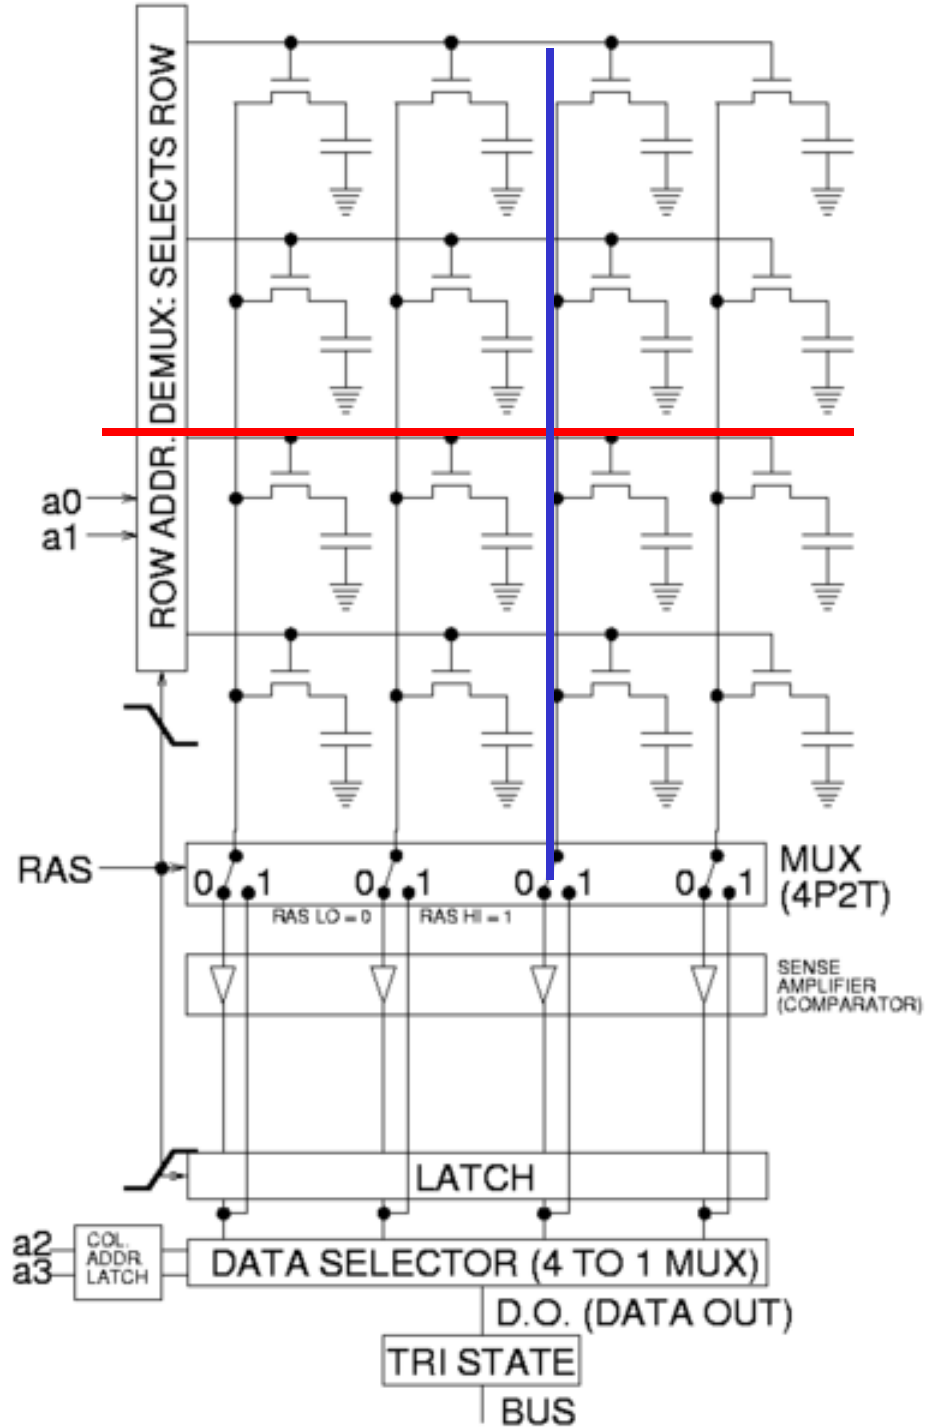 ROW ADDR. DEMUX: SELECTS ROW
a0
a1
RAS
0 1 0 1 0 1 0 1
MUX
(4P2T)
RAS LO = 0 RAS HI = 1
SENSE
AMPLIFIER
(COMPARATOR)
LATCH
a2
a3
COL.
ADDR.
LATCH
DATA SELECTOR (4 TO 1 MUX)
D.O. (DATA OUT)
TRI STATE
BUS